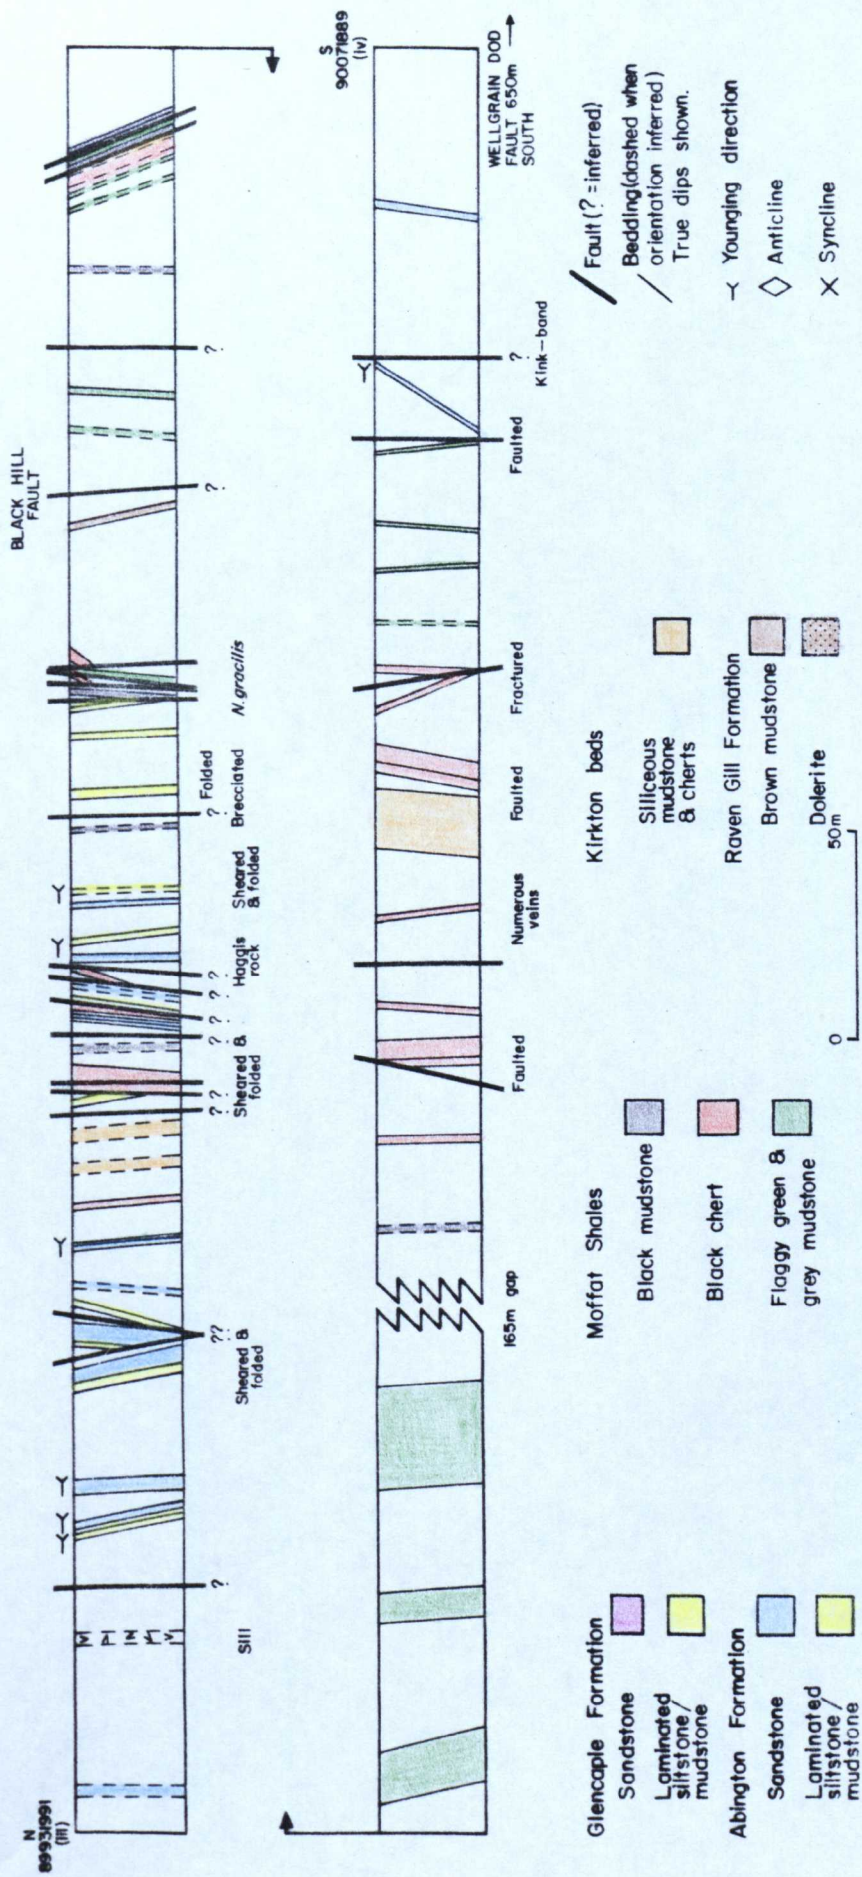 N
89931991
(III)
BLACK HILL
FAULT
SIll
?
Sheared &
folded
??
Sheared &
folded
??
?
?
?
?
Haggis
rock
Sheared
& folded
Brecciated
?
Folded
N.gracilis
?
?
S
90071889
(iv)
165m gap
Faulted
Numerous
veins
Faulted
Fractured
Faulted
?
Kink-band
WELLGRAIN DOD
FAULT 650m
SOUTH
Glencaple Formation
Sandstone
Laminated
siltstone/
mudstone
Abington Formation
Sandstone
Laminated
siltstone/
mudstone
Moffat Shales
Black mudstone
Black chert
Flaggy green &
grey mudstone
Kirkton beds
Siliceous
mudstone
& cherts
Raven Gill Formation
Brown mudstone
Dolerite
0
50m
Fault (? = inferred)
Bedding(dashed when
orientation inferred)
True dips shown.
Younging direction
Anticline
Syncline